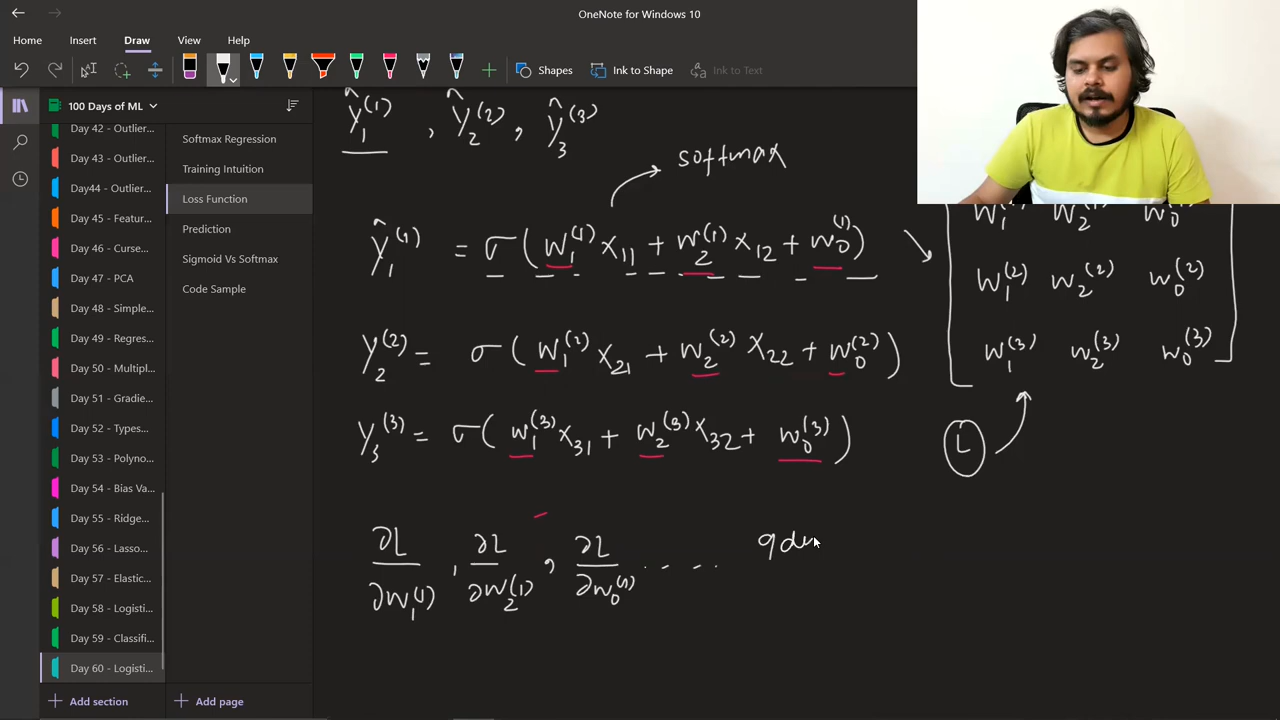 OneNote for Windows 10
Home Insert Draw View Help
Shapes Ink to Shape Ink to Text
100 Days of ML
Day 42 - Outlier...
Day 43 - Outlier...
Day44 - Outlier...
Day 45 - Featur...
Day 46 - Curse...
Day 47 - PCA
Day 48 - Simple...
Day 49 - Regres...
Day 50 - Multipl...
Day 51 - Gradie...
Day 52 - Types...
Day 53 - Polyno...
Day 54 - Bias Va...
Day 55 - Ridge...
Day 56 - Lasso...
Day 57 - Elastic...
Day 58 - Logisti...
Day 59 - Classifi...
Day 60 - Logisti...
Add section
Softmax Regression
Training Intuition
Loss Function
Prediction
Sigmoid Vs Sofmax
Code Sample
Add page
ŷ₁⁽¹⁾, ŷ₂⁽²⁾, ŷ₃⁽³⁾
softmax
ŷ₁⁽¹⁾ = σ(w₁⁽¹⁾x₁₁ + w₂⁽¹⁾x₁₂ + w₀⁽¹⁾)
y₂⁽²⁾ = σ(w₁⁽²⁾x₂₁ + w₂⁽²⁾x₂₂ + w₀⁽²⁾)
y₃⁽³⁾ = σ(w₁⁽³⁾x₃₁ + w₂⁽³⁾x₃₂ + w₀⁽³⁾)
∂L/∂w₁⁽¹⁾, ∂L/∂w₂⁽¹⁾, ∂L/∂w₀⁽¹⁾ ..... 9 de
w₁⁽²⁾ w₂⁽²⁾ w₀⁽²⁾
w₁⁽³⁾ w₂⁽³⁾ w₀⁽³⁾
L